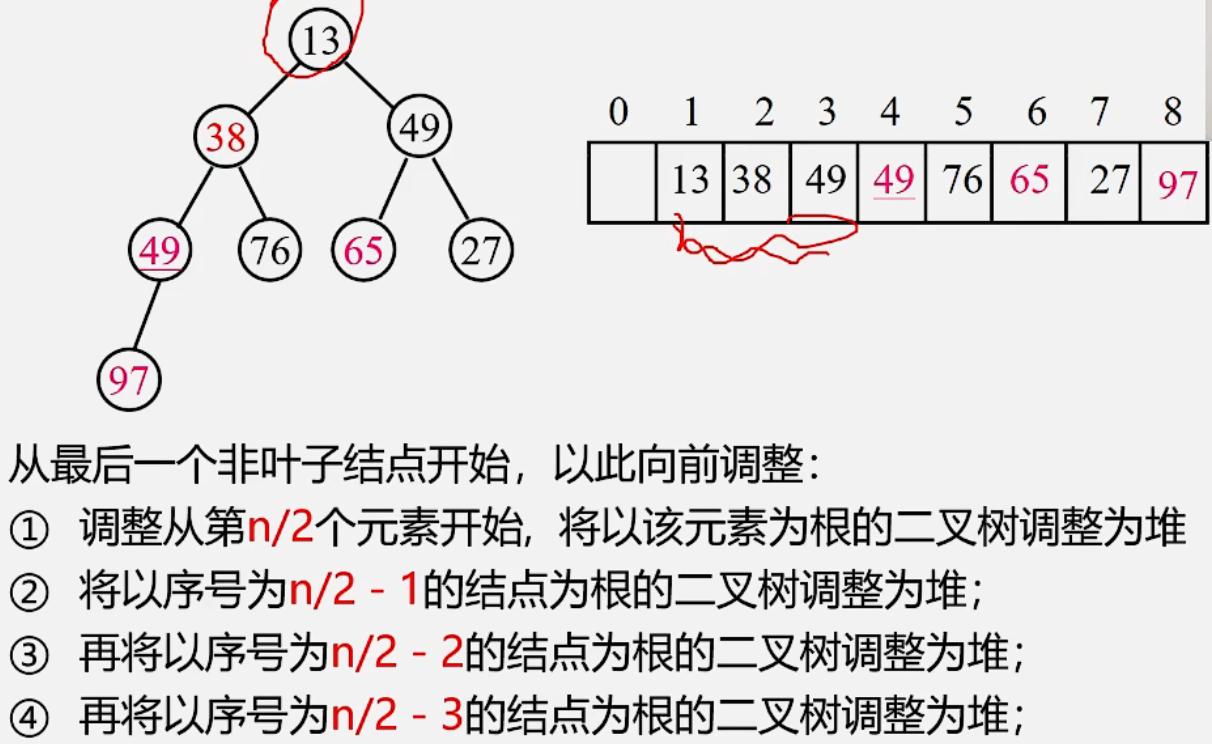 13
38
49
49
76
65
27
97
0 1 2 3 4 5 6 7 8
13 38 49 49 76 65 27 97
从最后一个非叶子结点开始，以此向前调整：
① 调整从第n/2个元素开始，将以该元素为根的二叉树调整为堆
② 将以序号为n/2 - 1的结点为根的二叉树调整为堆；
③ 再将以序号为n/2 - 2的结点为根的二叉树调整为堆；
④ 再将以序号为n/2 - 3的结点为根的二叉树调整为堆；